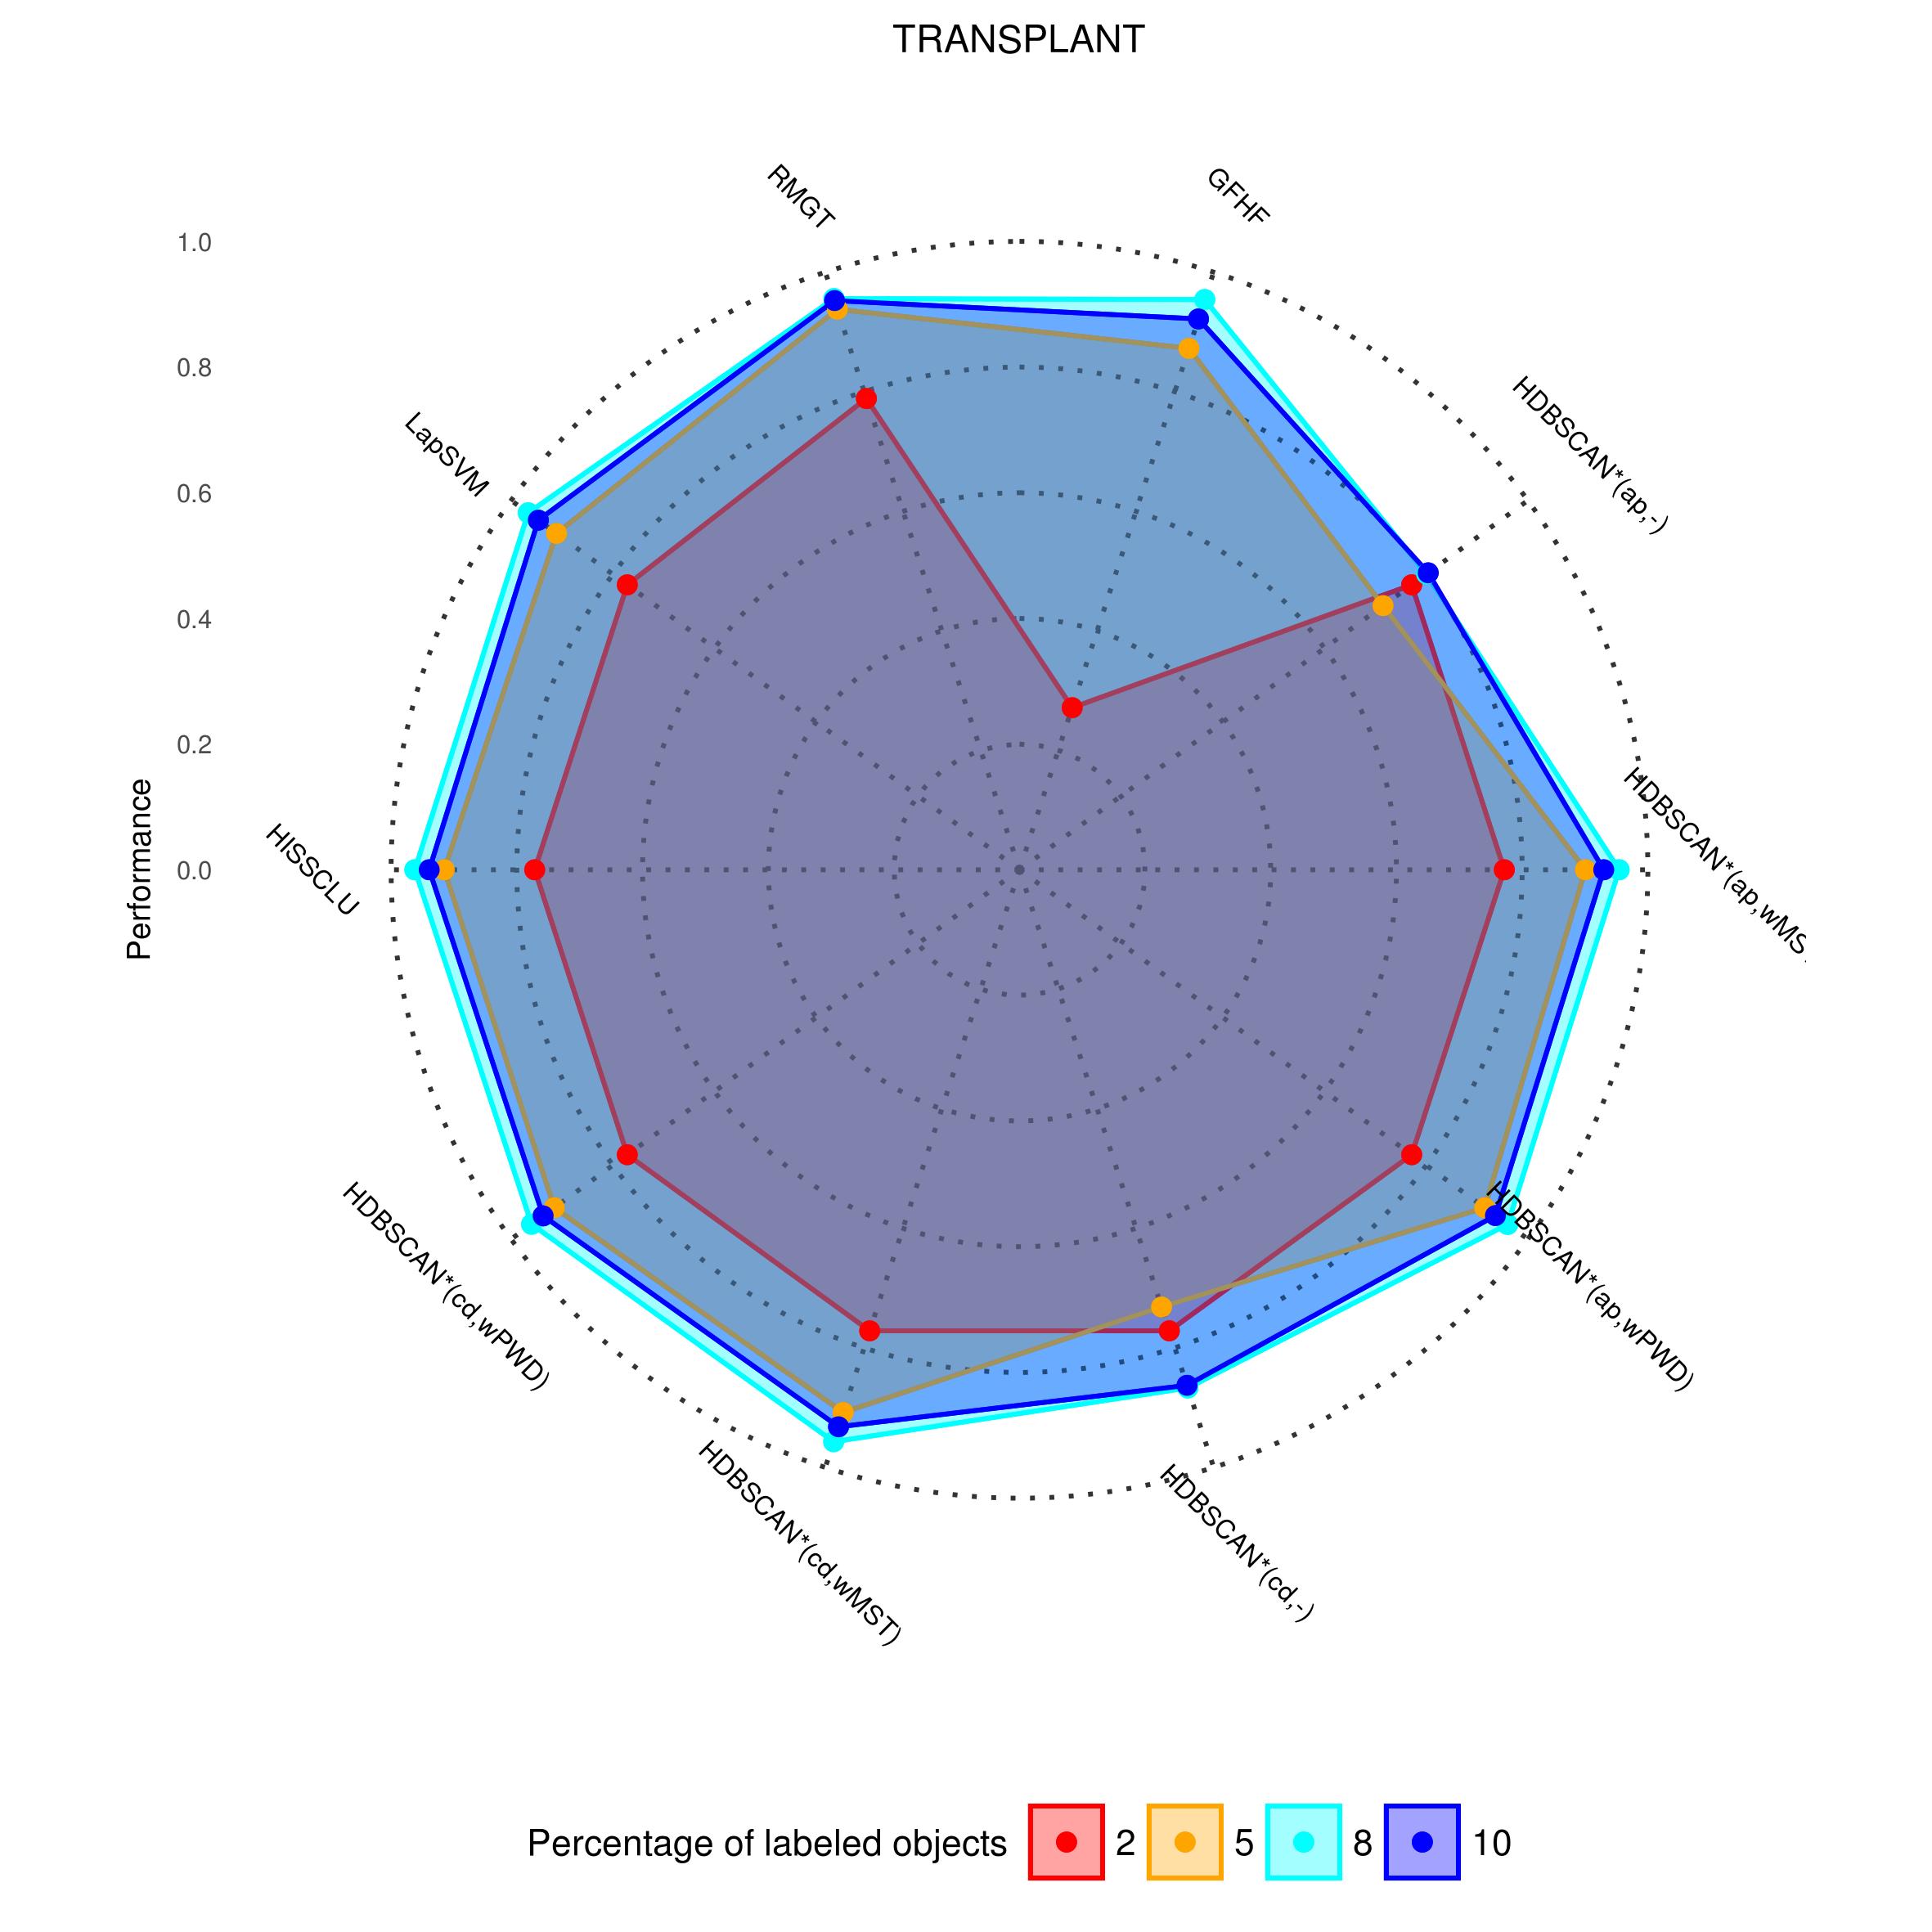 TRANSPLANT
RMGT
GFHF
1.0
0.8
0.6
0.4
0.2
0.0
Performance
LapSVM
HDBSCAN*(ap,-)
HISSCLU
HDBSCAN*(ap,wMS
HDBSCAN*(cd,wPWD)
HDBSCAN*(ap,wPWD)
HDBSCAN*(cd,wMST)
HDBSCAN*(cd,-)
Percentage of labeled objects 2 5 8 10